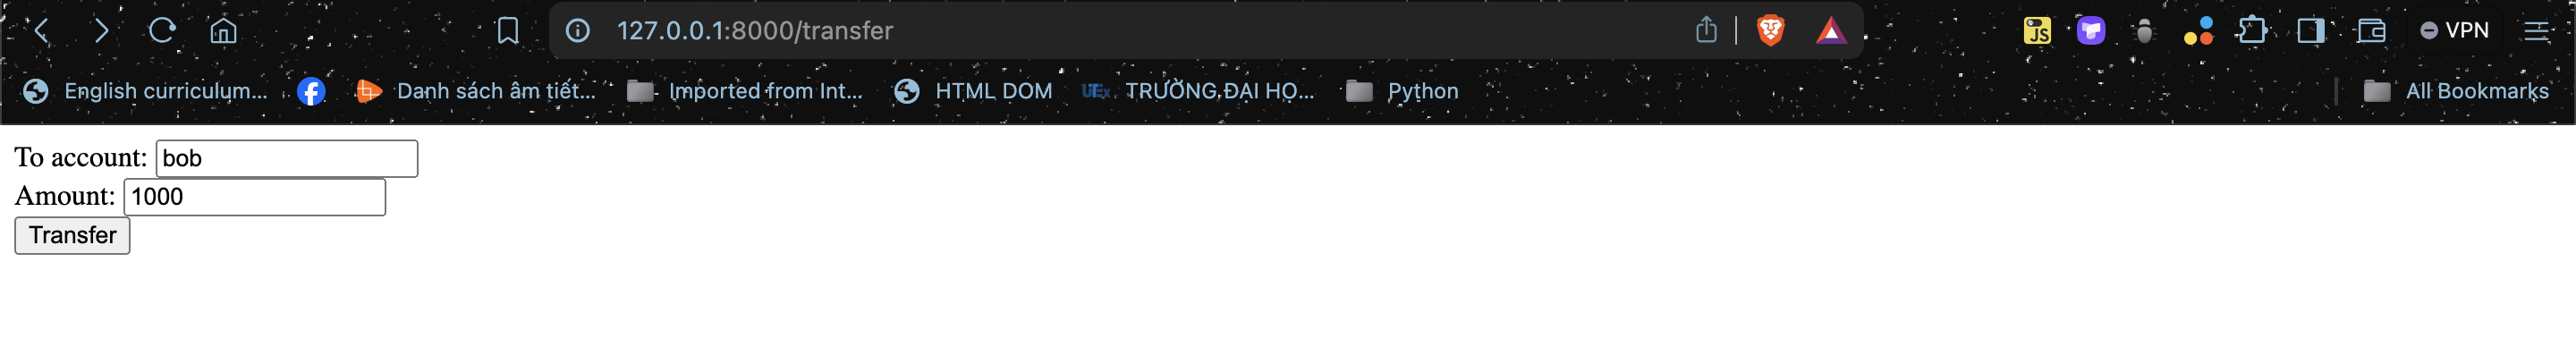 127.0.0.1:8000/transfer
JS
VPN
English curriculum...
Danh sách âm tiết...
Imported from Int...
HTML DOM
UEx TRƯỜNG ĐẠI HỌ...
Python
All Bookmarks
To account: bob
Amount: 1000
Transfer